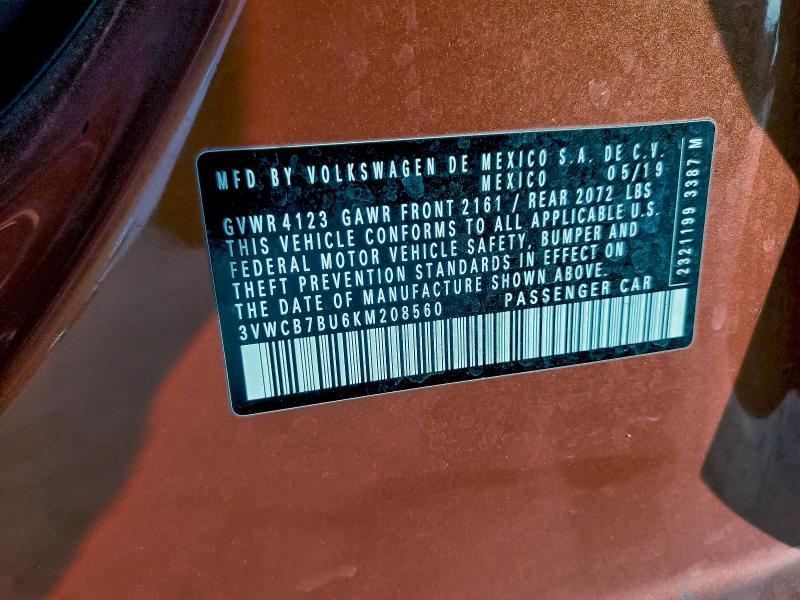 MFD BY VOLKSWAGEN DE MEXICO S.A. DE C.V.
MEXICO 05/19
GVWR 4123 GAWR FRONT 2161 / REAR 2072 LBS
THIS VEHICLE CONFORMS TO ALL APPLICABLE U.S.
FEDERAL MOTOR VEHICLE SAFETY, BUMPER AND
THEFT PREVENTION STANDARDS IN EFFECT ON
THE DATE OF MANUFACTURE SHOWN ABOVE.
3VWCB7BU6KM208560 PASSENGER CAR
2321199 3387 M